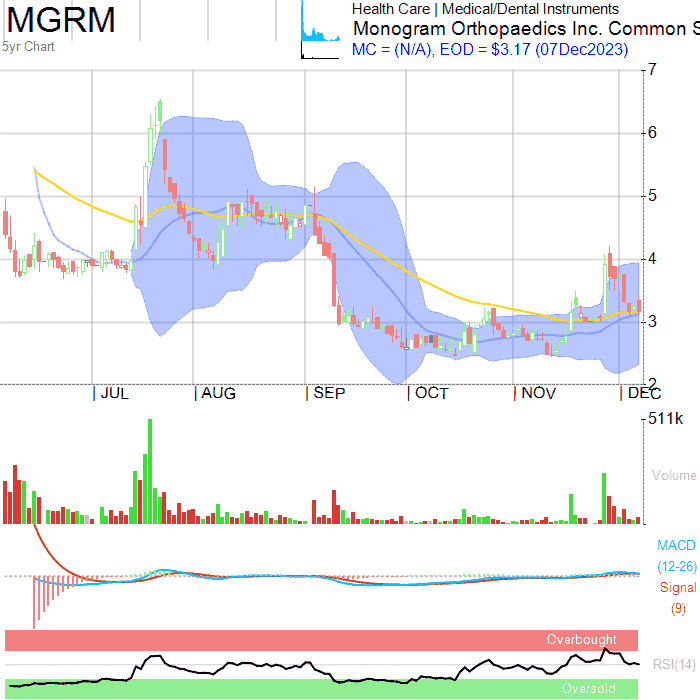 MGRM
5yr Chart
Health Care | Medical/Dental Instruments
Monogram Orthopaedics Inc. Common S
MC = (N/A), EOD = $3.17 (07Dec2023)
7
6
5
4
3
2
JUL AUG SEP OCT NOV DEC
511k
Volume
MACD
(12-26)
Signal
(9)
Overbought
RSI(14)
Oversold